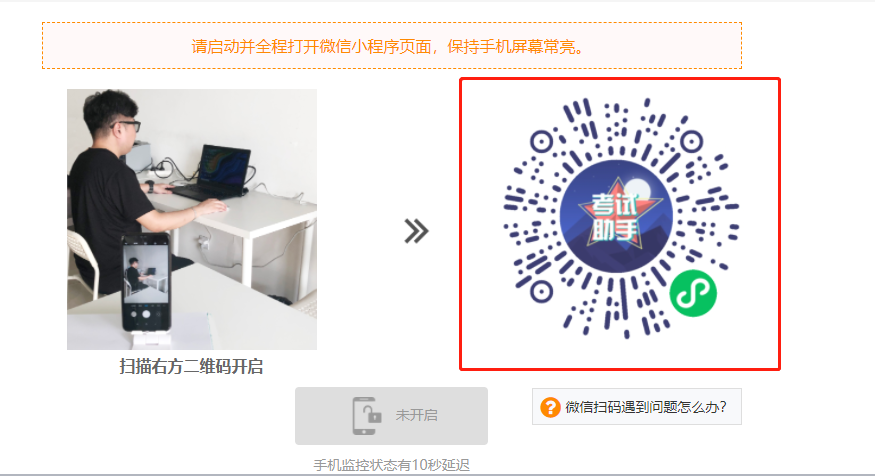 请启动并全程打开微信小程序页面，保持手机屏幕常亮。
考试
助手
扫描右方二维码开启
未开启
微信扫码遇到问题怎么办？
手机监控状态有10秒延迟